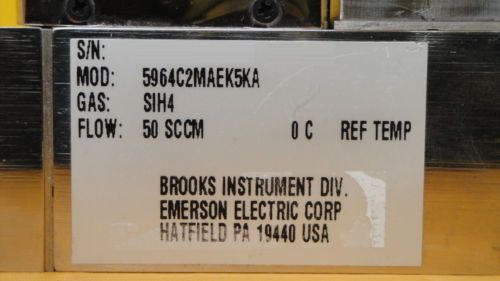 S/N:
MOD: 5964C2MAEK5KA
GAS: SIH4
FLOW: 50 SCCM 0 C REF TEMP
BROOKS INSTRUMENT DIV.
EMERSON ELECTRIC CORP
HATFIELD PA 19440 USA